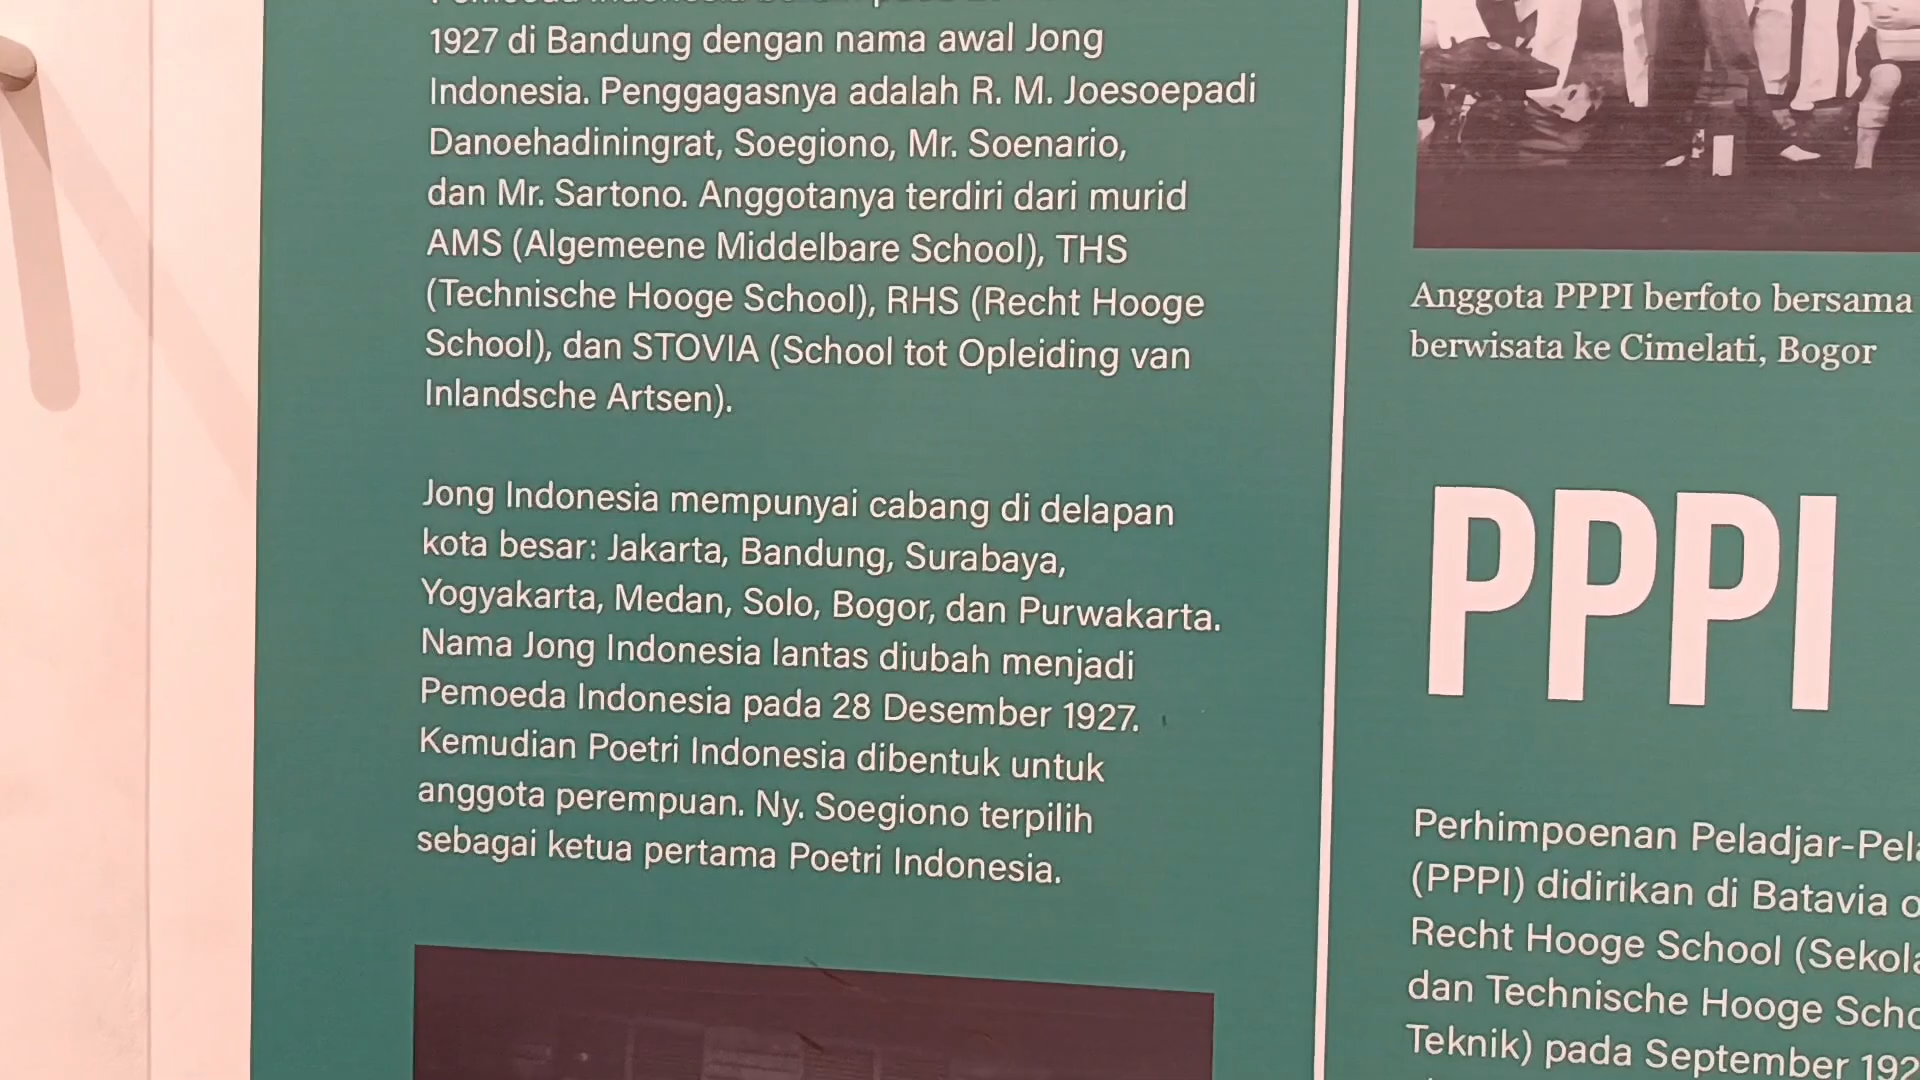 1927 di Bandung dengan nama awal Jong
Indonesia. Penggagasnya adalah R. M. Joesoepadi
Danoehadiningrat, Soegiono, Mr. Soenario,
dan Mr. Sartono. Anggotanya terdiri dari murid
AMS (Algemeene Middelbare School), THS
(Technische Hooge School), RHS (Recht Hooge
School), dan STOVIA (School tot Opleiding van
Inlandsche Artsen).
Jong Indonesia mempunyai cabang di delapan
kota besar: Jakarta, Bandung, Surabaya,
Yogyakarta, Medan, Solo, Bogor, dan Purwakarta.
Nama Jong Indonesia lantas diubah menjadi
Pemoeda Indonesia pada 28 Desember 1927.
Kemudian Poetri Indonesia dibentuk untuk
anggota perempuan. Ny. Soegiono terpilih
sebagai ketua pertama Poetri Indonesia.
Anggota PPPI berfoto bersama
berwisata ke Cimelati, Bogor
PPPI
Perhimpoenan Peladjar-
(PPPI) didirikan di Batavia
Recht Hooge School
dan Technische Hooge
Teknik) pada September